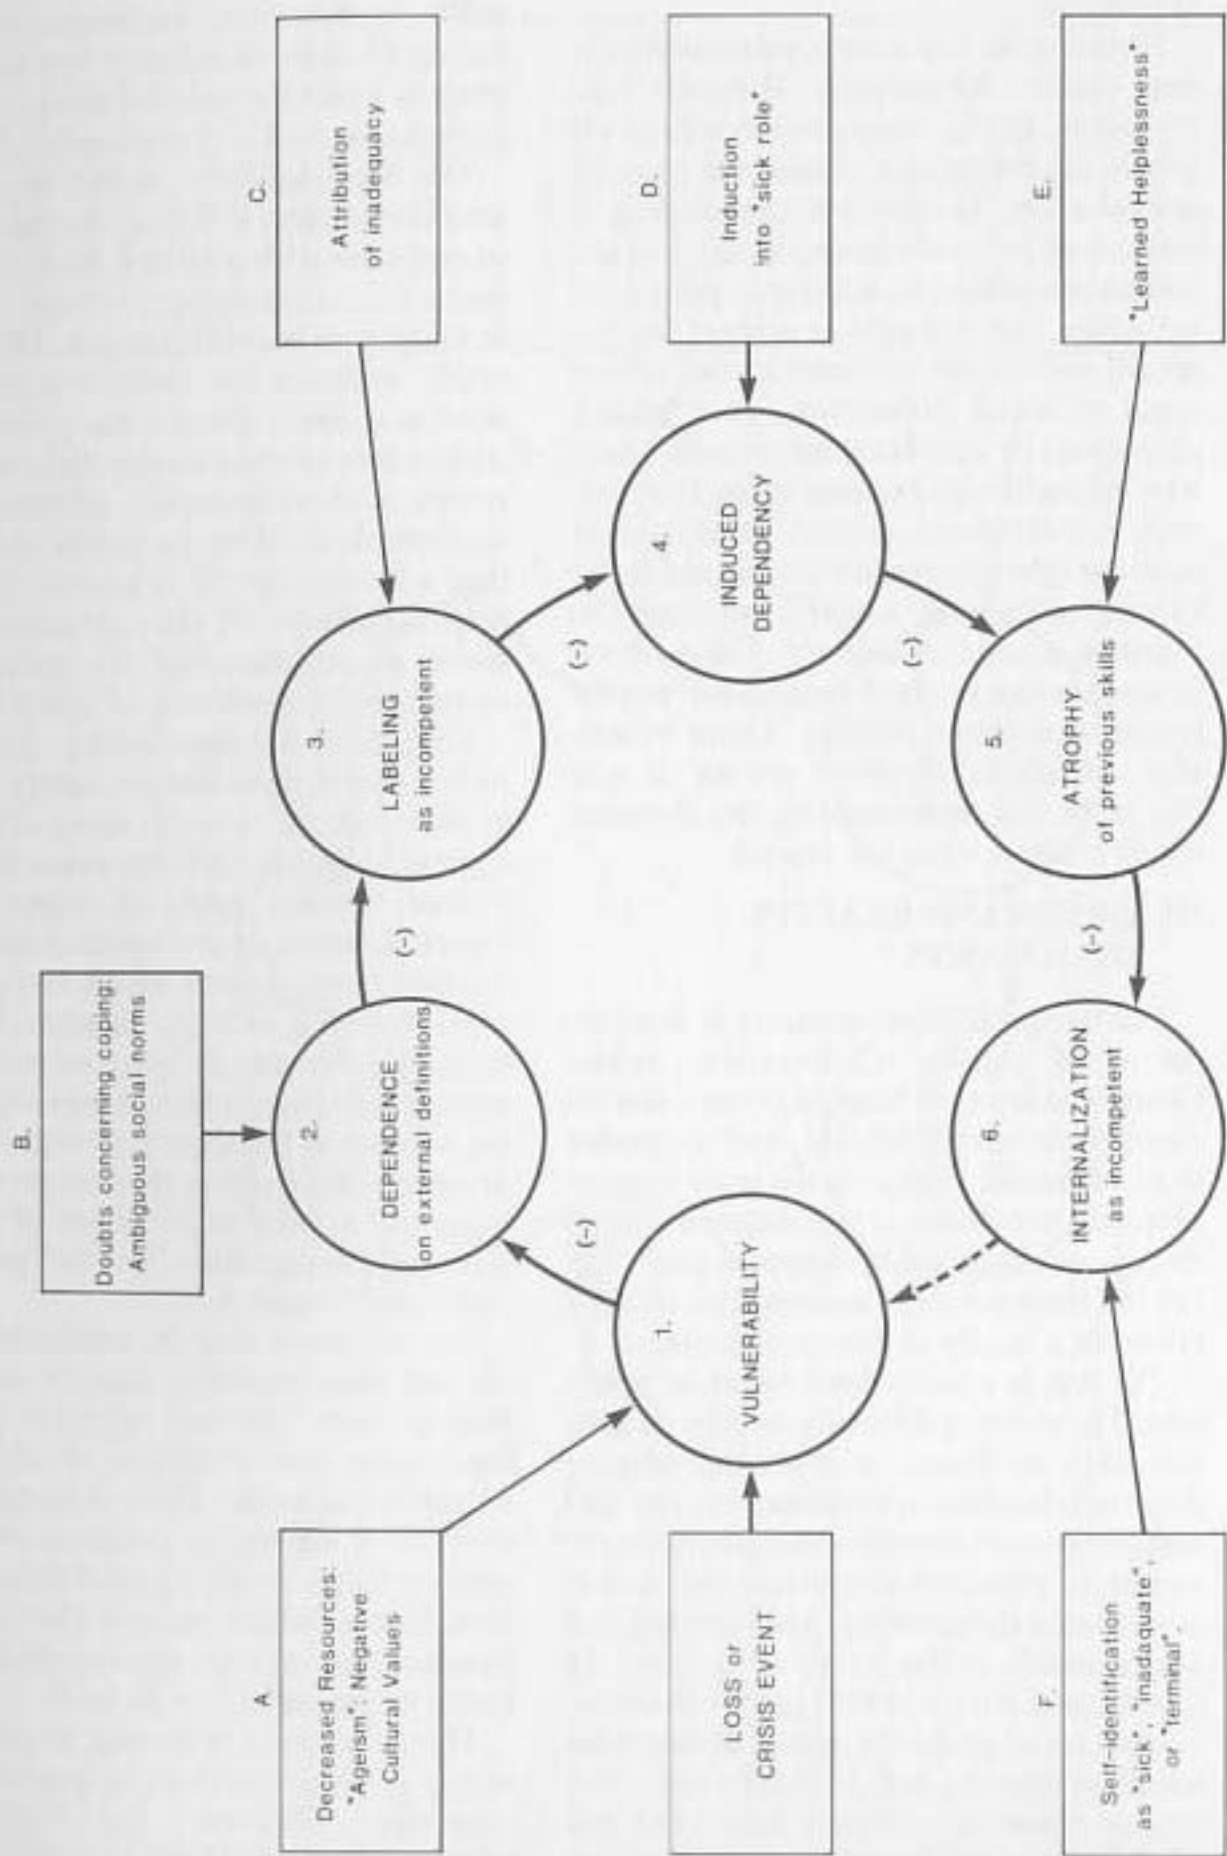 A.
Decreased Resources:
"Ageism" Negative
Cultural Values
LOSS or
CRISIS EVENT
F.
Self-identification
as "sick", "inadaquate",
or "terminal".
B.
Doubts concerning coping:
Ambiguous social norms
1.
VULNERABILITY
(-)
2.
DEPENDENCE
on external definitions
(-)
3.
LABELING
as incompetent
(-)
4.
INDUCED
DEPENDENCY
(-)
5.
ATROPHY
of previous skills
(-)
6.
INTERNALIZATION
as incompetent
C.
Attribution
of inadequacy
D.
Induction
into "sick role"
E.
"Learned Helplessness"